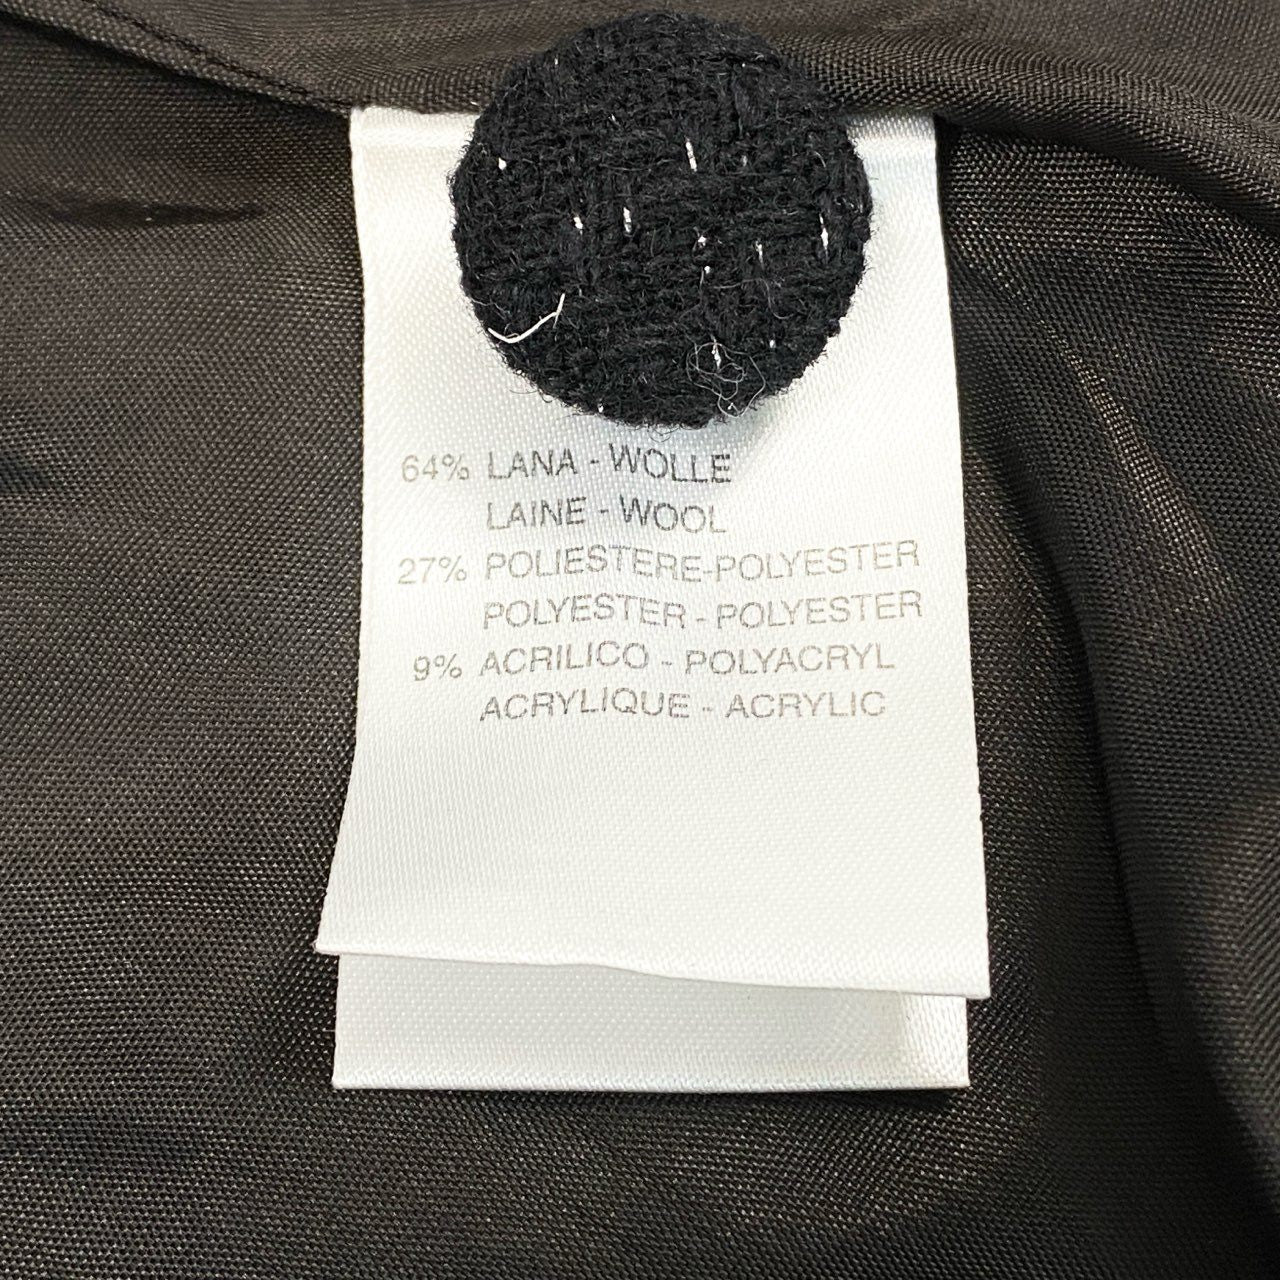 64% LANA - WOLLE
LAINE - WOOL
27% POLIESTERE-POLYESTER
POLYESTER - POLYESTER
9% ACRILICO - POLYACRYL
ACRYLIQUE - ACRYLIC